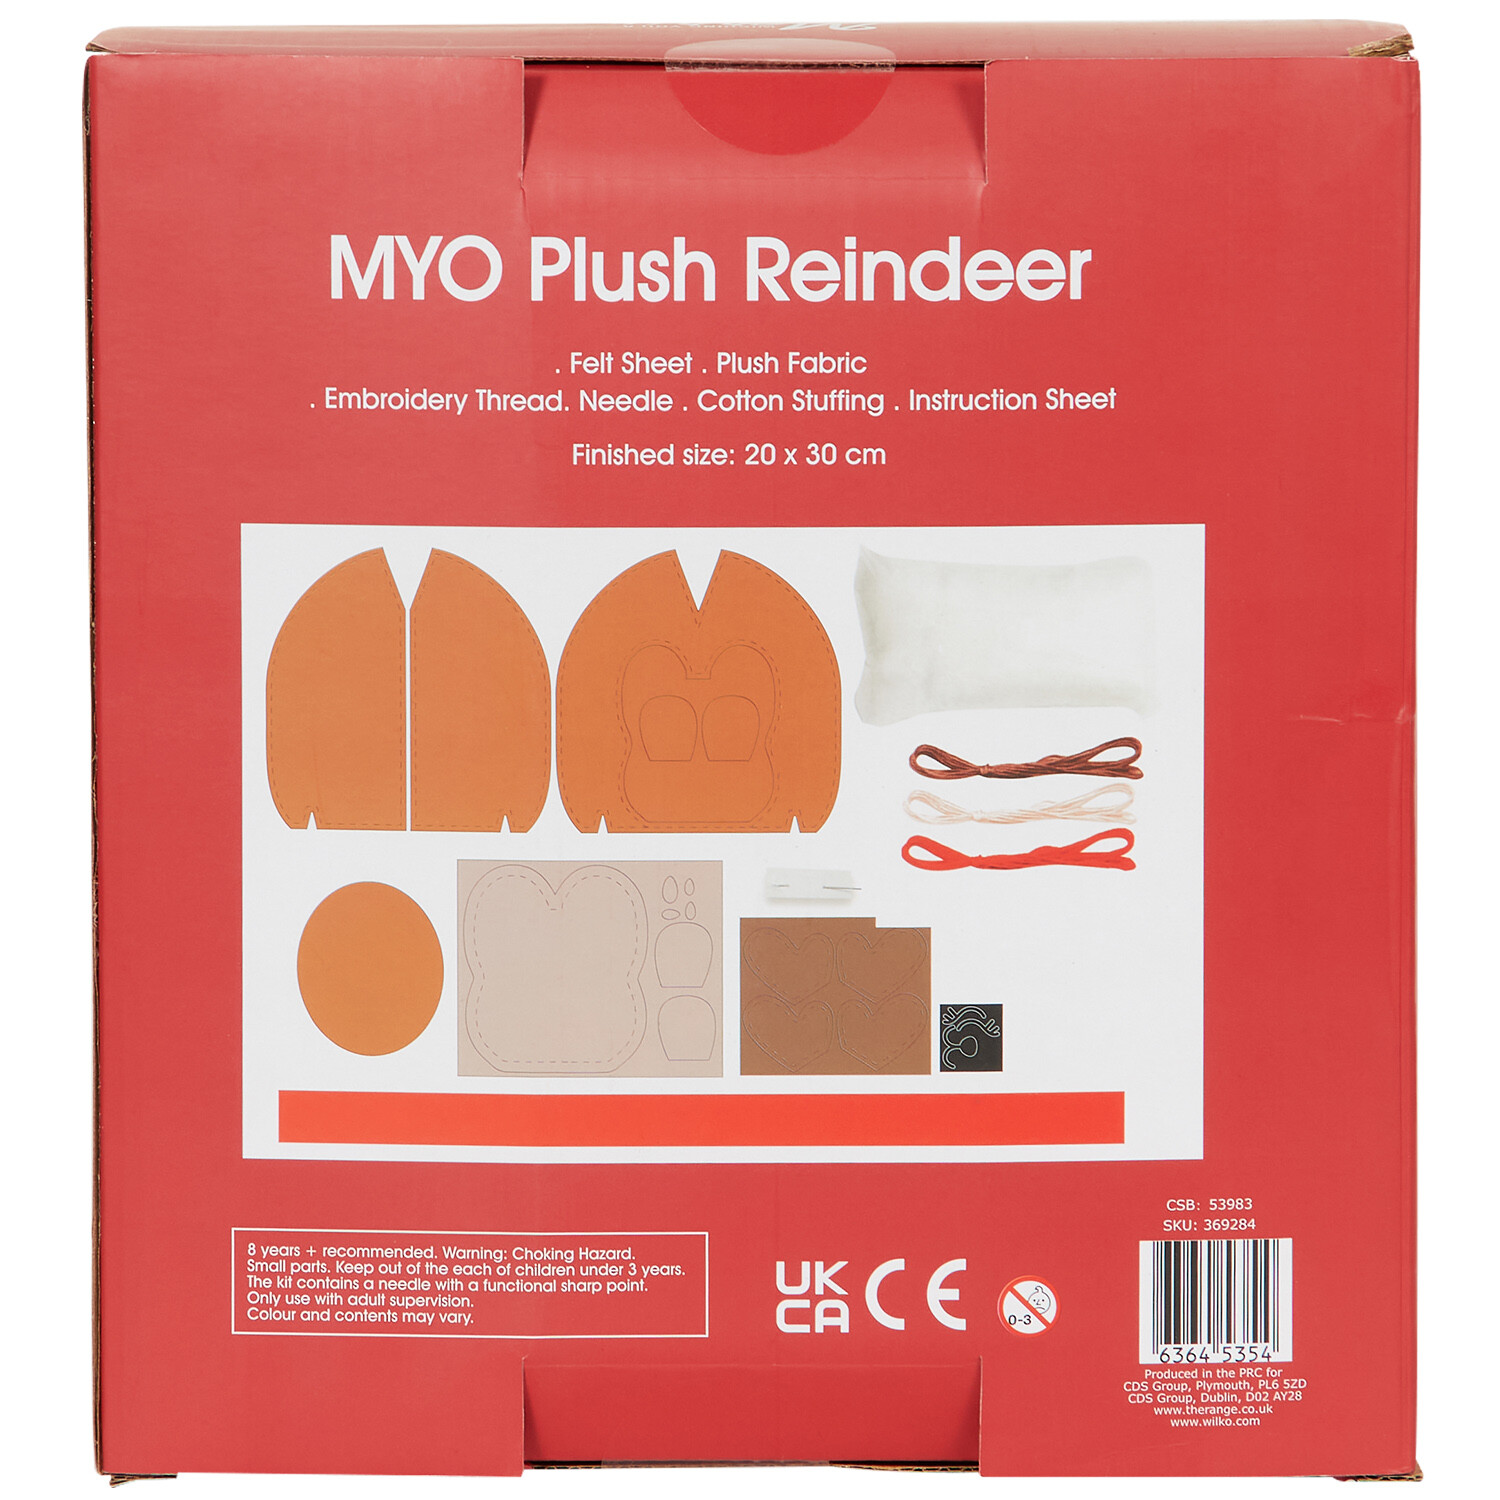 MYO Plush Reindeer
. Felt Sheet . Plush Fabric
. Embroidery Thread. Needle . Cotton Stuffing . Instruction Sheet
Finished size: 20 x 30 cm
8 years + recommended. Warning: Choking Hazard.
Small parts. Keep out of the each of children under 3 years.
The kit contains a needle with a functional sharp point.
Only use with adult supervision.
Colour and contents may vary.
UK
CA
CE
0-3
CSB: 53983
SKU: 369284
6364 5354
Produced in the PRC for
CDS Group, Plymouth, PL6 5ZD
CDS Group, Dublin, D02 AY28
www.therange.co.uk
www.wilko.com